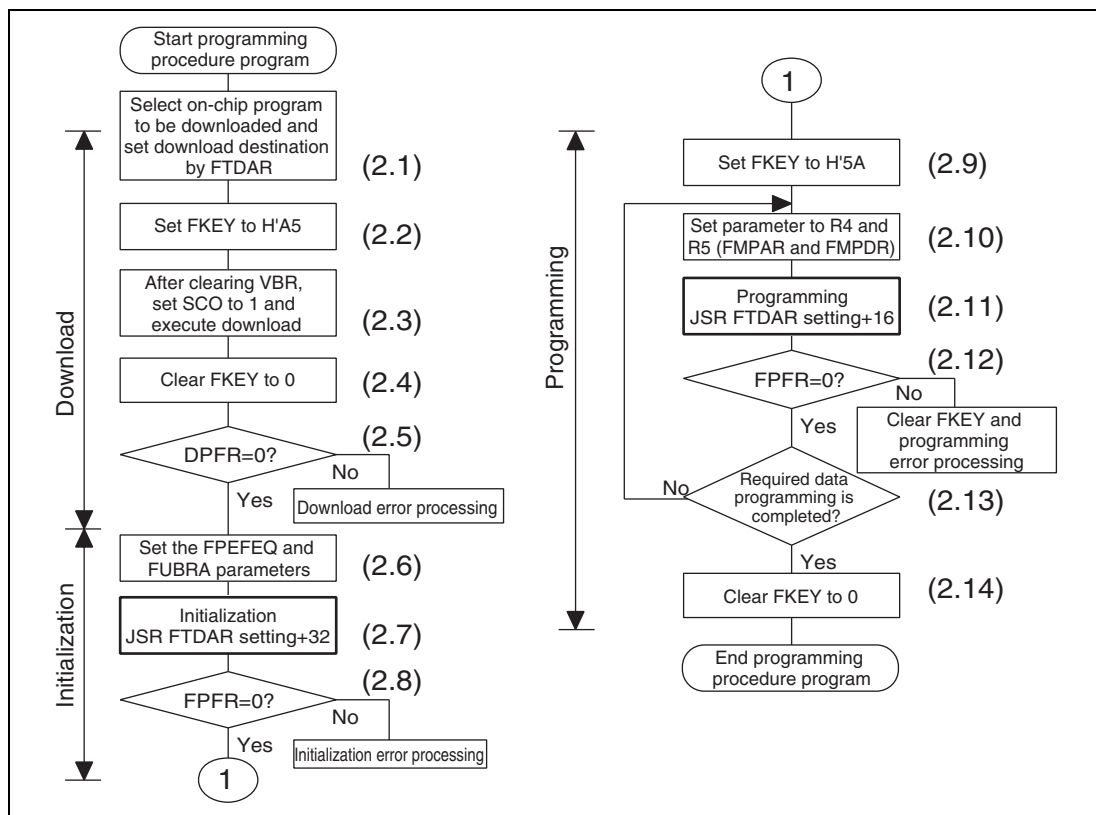 Start programming
procedure program
Select on-chip program
to be downloaded and
set download destination
by FTDAR
(2.1)
Set FKEY to H'A5
(2.2)
After clearing VBR,
set SCO to 1 and
execute download
(2.3)
Clear FKEY to 0
(2.4)
DPFR=0?
(2.5)
No
Yes
Download error processing
Download
Set the FPEFEQ and
FUBRA parameters
(2.6)
Initialization
JSR FTDAR setting+32
(2.7)
FPFR=0?
(2.8)
No
Yes
Initialization error processing
1
Initialization
1
Set FKEY to H'5A
(2.9)
Set parameter to R4 and
R5 (FMPAR and FMPDR)
(2.10)
Programming
JSR FTDAR setting+16
(2.11)
FPFR=0?
(2.12)
No
Yes
Clear FKEY and
programming
error processing
Required data
programming is
completed?
(2.13)
No
Yes
Clear FKEY to 0
(2.14)
End programming
procedure program
Programming